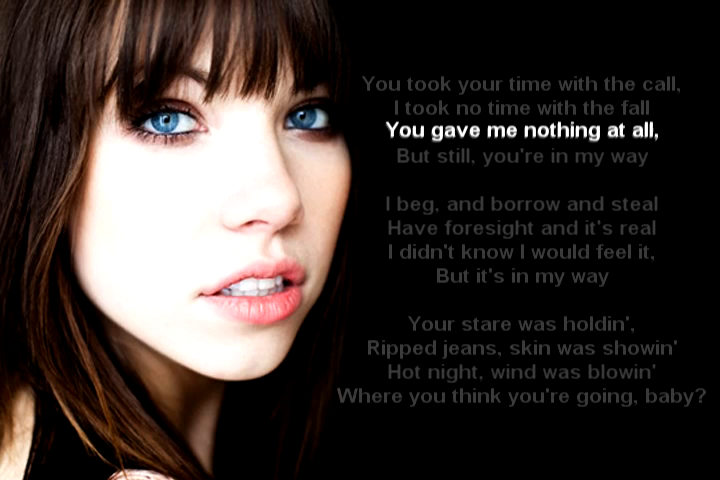 You took your time with the call,
I took no time with the fall
You gave me nothing at all,
But still, you're in my way
I beg, and borrow and steal
Have foresight and it's real
I didn't know I would feel it,
But it's in my way
Your stare was holdin',
Ripped jeans, skin was showin'
Hot night, wind was blowin'
Where you think you're going, baby?